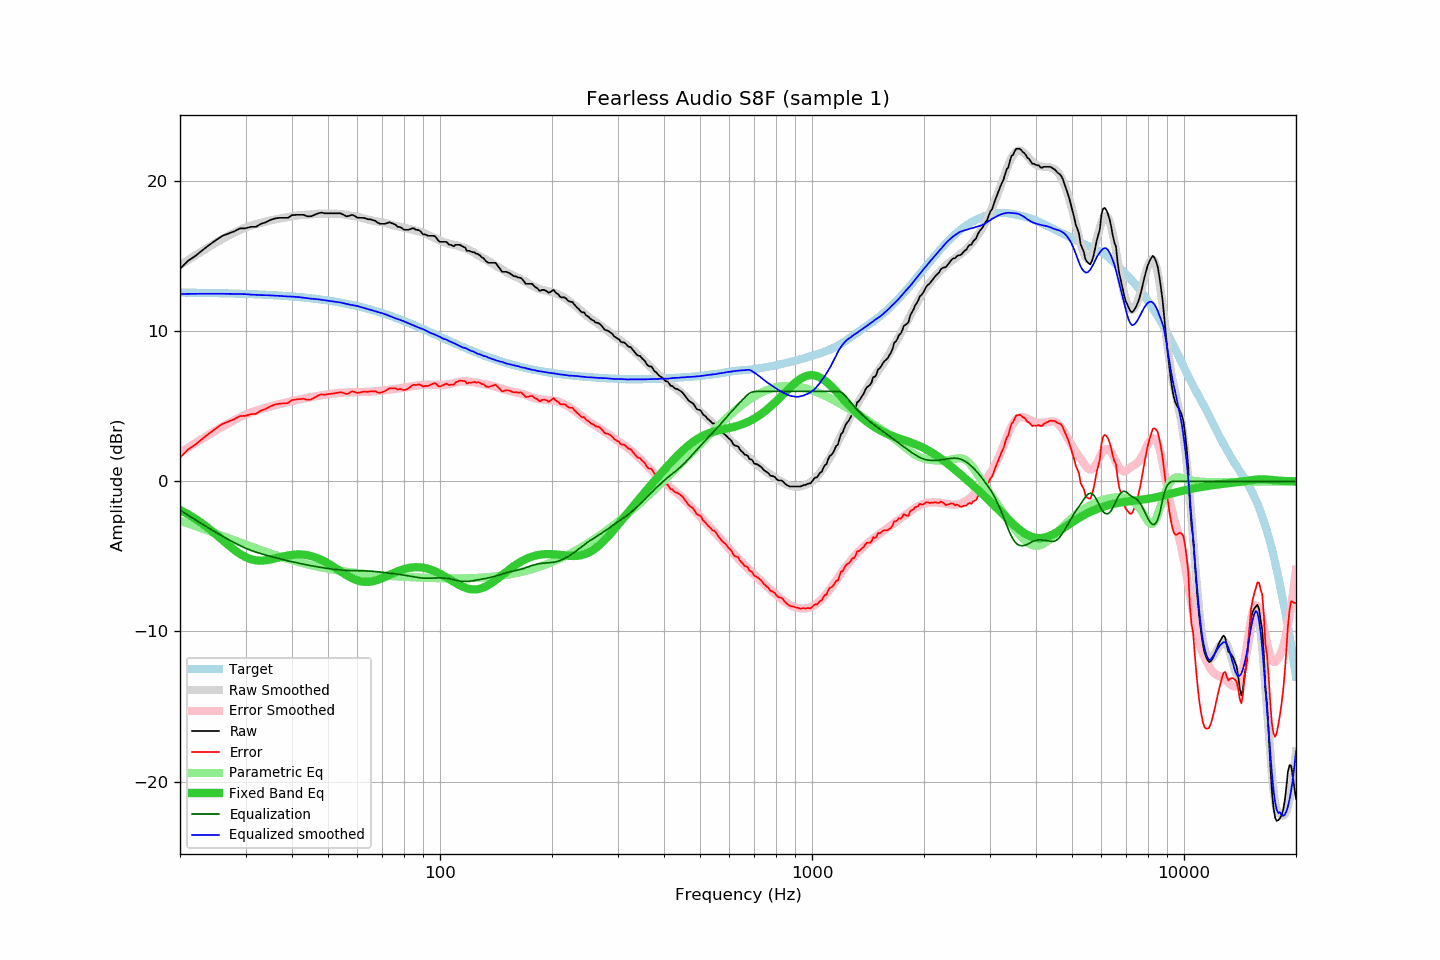 Fearless Audio S8F (sample 1)
Amplitude (dBr)
20
10
0
−10
−20
Target
Raw Smoothed
Error Smoothed
Raw
Error
Parametric Eq
Fixed Band Eq
Equalization
Equalized smoothed
100
1000
10000
Frequency (Hz)